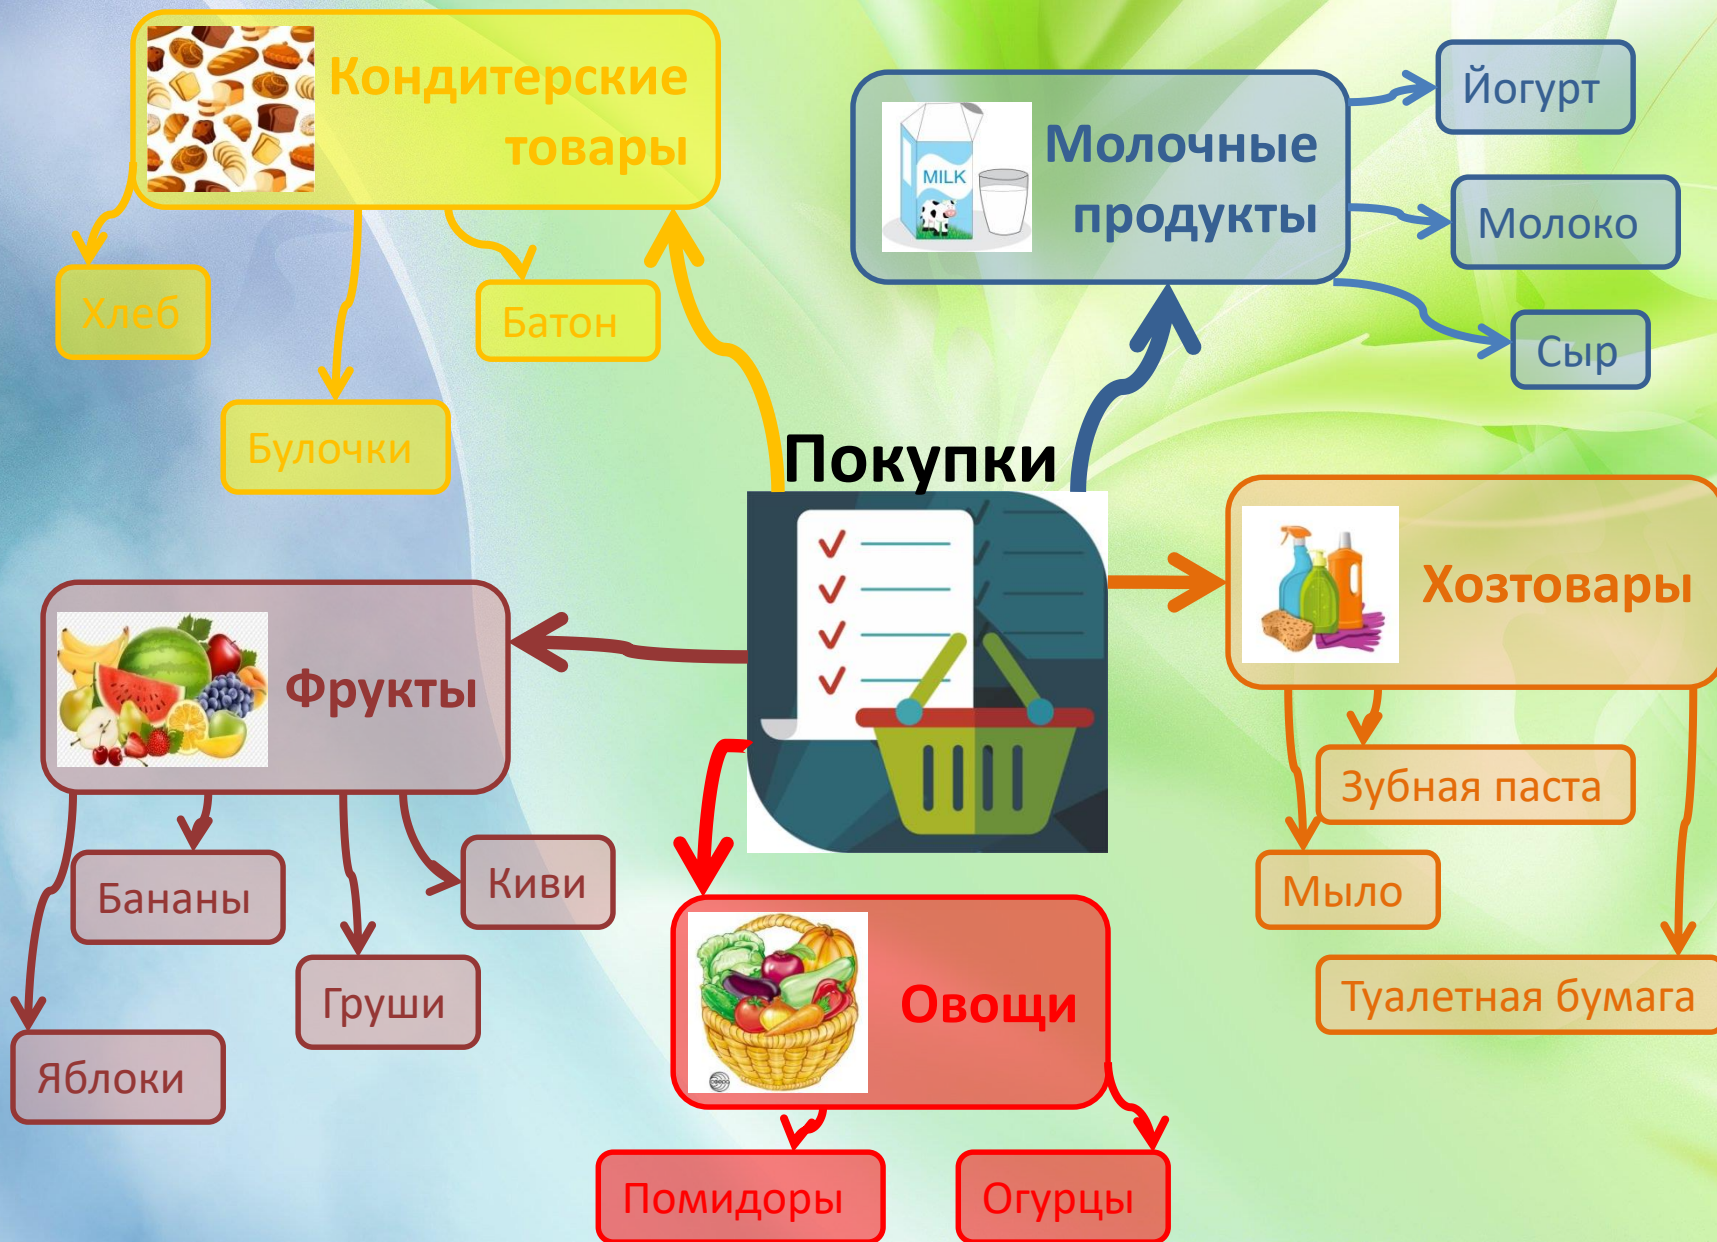 Кондитерские
товары
Хлеб
Булочки
Батон
Молочные
продукты
MILK
Йогурт
Молоко
Сыр
Покупки
Хозтовары
Зубная паста
Мыло
Туалетная бумага
Фрукты
Яблоки
Бананы
Груши
Киви
Овощи
Помидоры
Огурцы